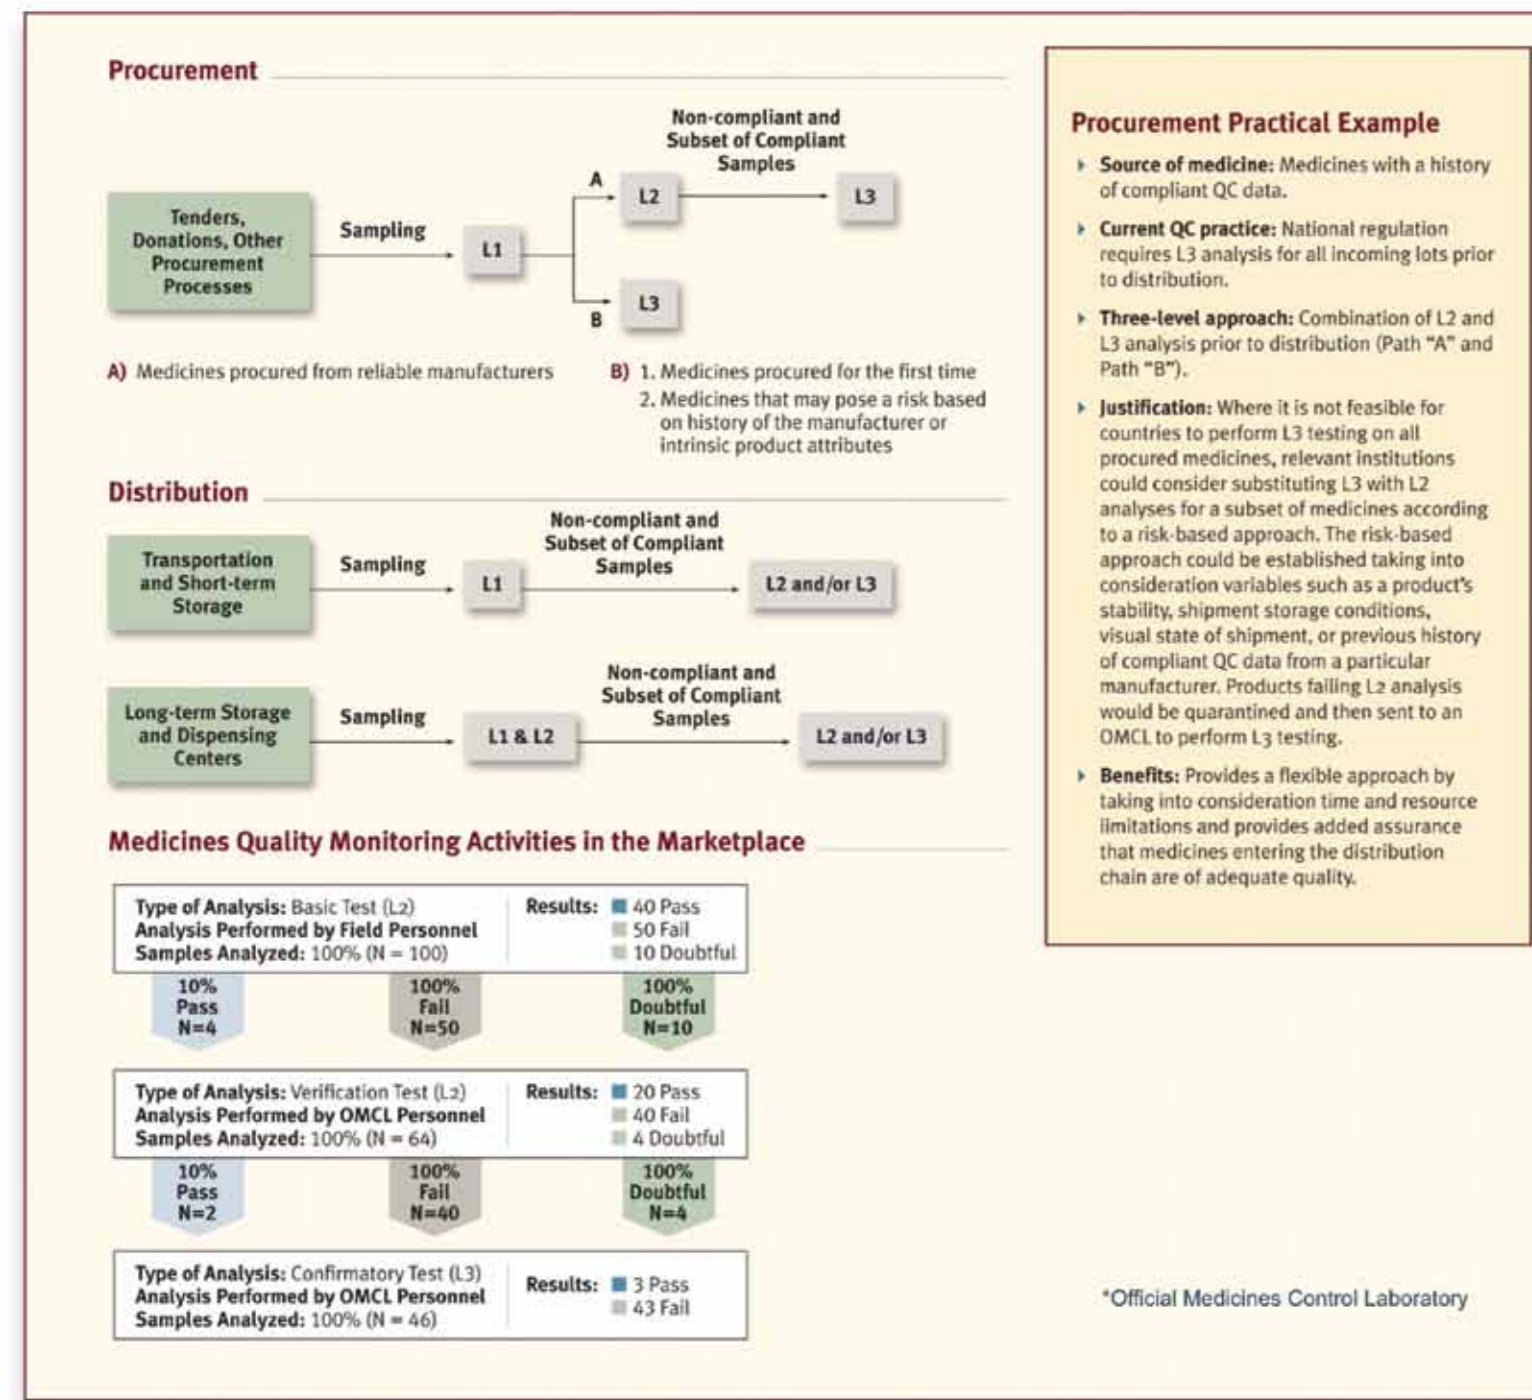 Procurement
Non-compliant and
Subset of Compliant
Samples
A
L2
L3
Tenders,
Donations, Other
Procurement
Processes
Sampling
L1
L3
B
A) Medicines procured from reliable manufacturers
B) 1. Medicines procured for the first time
2. Medicines that may pose a risk based
on history of the manufacturer or
intrinsic product attributes
Distribution
Non-compliant and
Subset of Compliant
Samples
Transportation
and Short-term
Storage
Sampling
L1
L2 and/or L3
Non-compliant and
Subset of Compliant
Samples
Long-term Storage
and Dispensing
Centers
Sampling
L1 & L2
L2 and/or L3
Medicines Quality Monitoring Activities in the Marketplace
Type of Analysis: Basic Test (L2)
Analysis Performed by Field Personnel
Samples Analyzed: 100% (N = 100)
Results: 40 Pass
50 Fail
10 Doubtful
10%
Pass
N=4
100%
Fail
N=50
100%
Doubtful
N=10
Type of Analysis: Verification Test (L2)
Analysis Performed by OMCL Personnel
Samples Analyzed: 100% (N = 64)
Results: 20 Pass
40 Fail
4 Doubtful
10%
Pass
N=2
100%
Fail
N=40
100%
Doubtful
N=4
Type of Analysis: Confirmatory Test (L3)
Analysis Performed by OMCL Personnel
Samples Analyzed: 100% (N = 46)
Results: 3 Pass
43 Fail
Procurement Practical Example
Source of medicine: Medicines with a history
of compliant QC data.
Current QC practice: National regulation
requires L3 analysis for all incoming lots prior
to distribution.
Three-level approach: Combination of L2 and
L3 analysis prior to distribution (Path "A" and
Path "B").
Justification: Where it is not feasible for
countries to perform L3 testing on all
procured medicines, relevant institutions
could consider substituting L3 with L2
analyses for a subset of medicines according
to a risk-based approach. The risk-based
approach could be established taking into
consideration variables such as a product's
stability, shipment storage conditions,
visual state of shipment, or previous history
of compliant QC data from a particular
manufacturer. Products failing L2 analysis
would be quarantined and then sent to an
OMCL to perform L3 testing.
Benefits: Provides a flexible approach by
taking into consideration time and resource
limitations and provides added assurance
that medicines entering the distribution
chain are of adequate quality.
*Official Medicines Control Laboratory